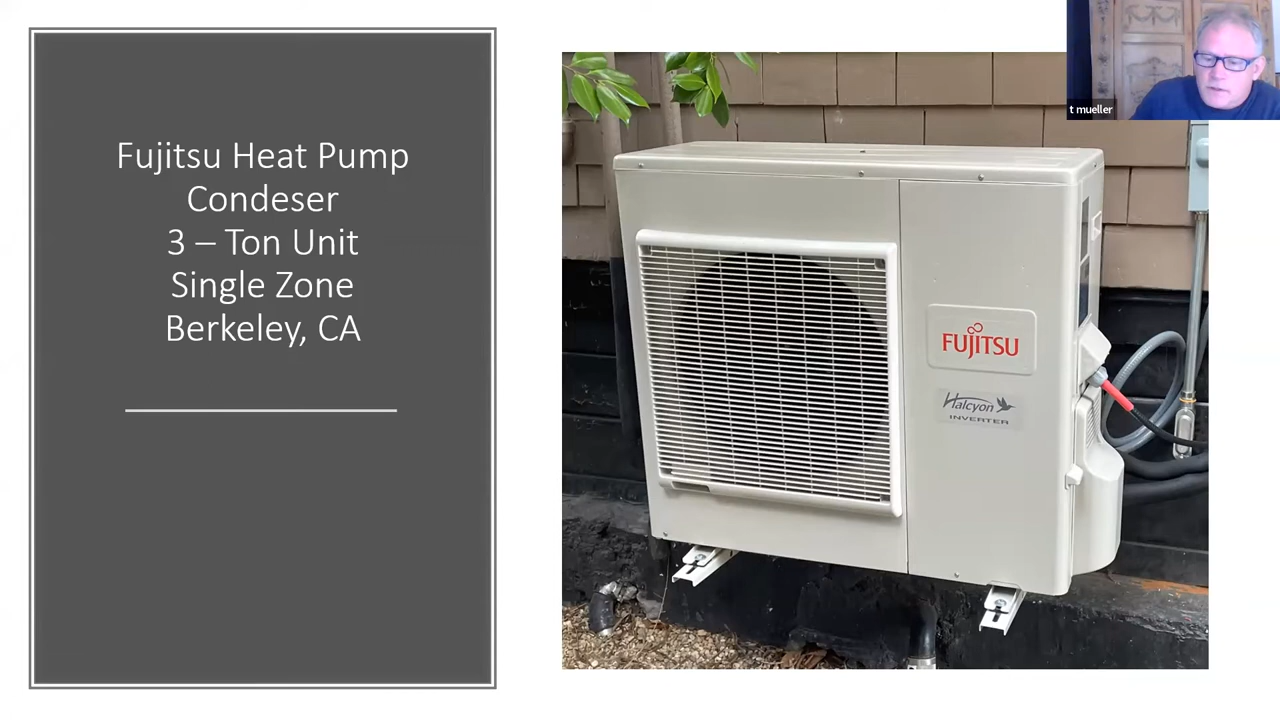 Fujitsu Heat Pump
Condeser
3 – Ton Unit
Single Zone
Berkeley, CA
t mueller
FUJITSU
Halcyon
INVERTER